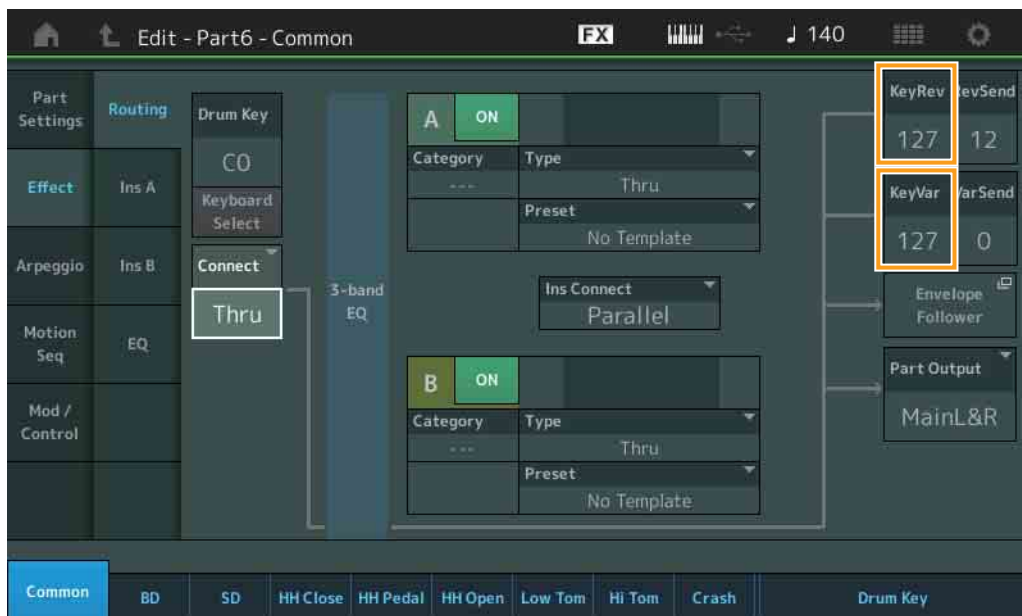 Edit - Part6 - Common
FX
♩ 140
Part Settings
Effect
Arpeggio
Motion Seq
Mod / Control
Routing
Ins A
Ins B
EQ
Drum Key
C0
Keyboard Select
Connect
Thru
3-band EQ
A ON
Category
---
Type
Thru
Preset
No Template
Ins Connect
Parallel
B ON
Category
---
Type
Thru
Preset
No Template
KeyRev
127
RevSend
12
KeyVar
127
VarSend
0
Envelope Follower
Part Output
MainL&R
Common BD SD HH Close HH Pedal HH Open Low Tom Hi Tom Crash Drum Key